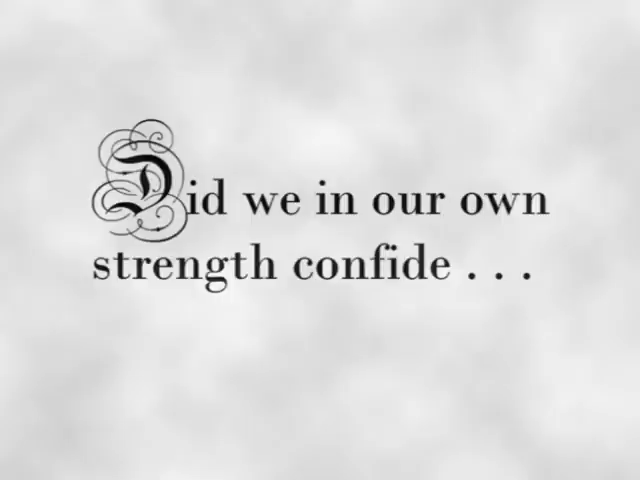 Did we in our own
strength confide . . .